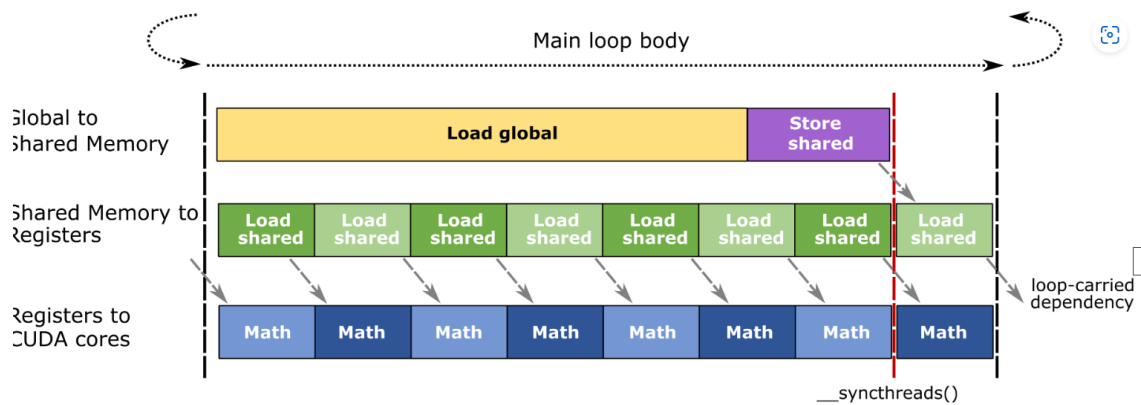 Main loop body
Global to
Shared Memory
Load global
Store
shared
Shared Memory to
Registers
Load
shared
Load
shared
Load
shared
Load
shared
Load
shared
Load
shared
Load
shared
Load
shared
loop-carried
dependency
Registers to
CUDA cores
Math
Math
Math
Math
Math
Math
Math
Math
__syncthreads()